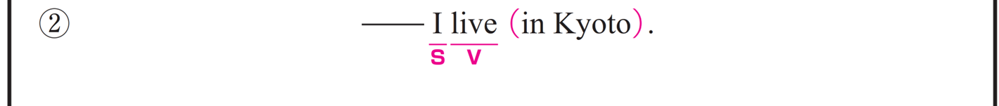 ② —— I live (in Kyoto).
S V